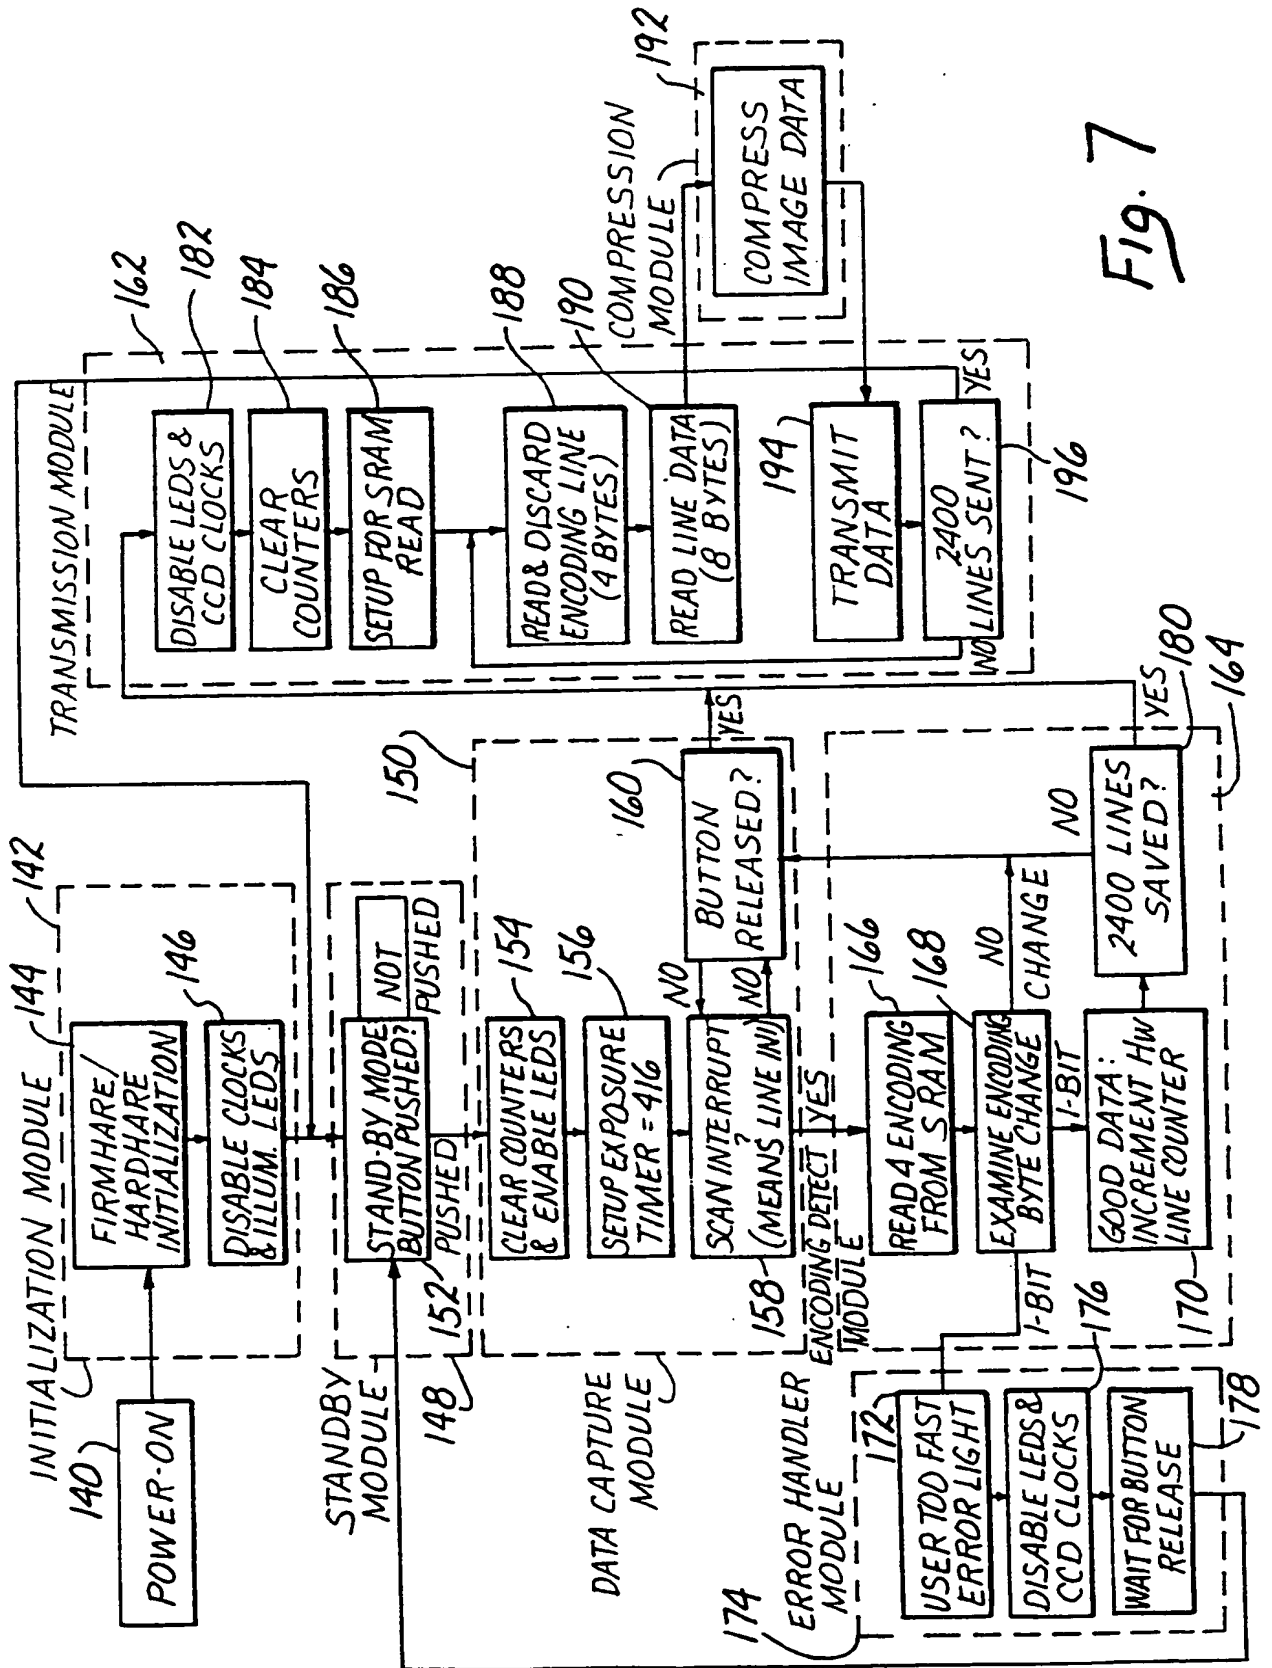 INITIALIZATION MODULE
144
142
140
POWER-ON
FIRMHARE/
HARDHARE
INITIALIZATION
146
DISABLE CLOCKS
& ILLUM. LEDS
STANDBY
MODULE
148
STAND-BY MODE
BUTTON PUSHED?
NOT
PUSHED
152
PUSHED
DATA CAPTURE
MODULE
150
154
CLEAR COUNTERS
& ENABLE LEDS
156
SETUP EXPOSURE
TIMER = 416
SCAN INTERRUPT
?
(MEANS LINE IN)
158
NO
NO
160
BUTTON
RELEASED?
YES
YES
ENCODING DETECT
MODULE
166
READ 4 ENCODING
FROM S RAM
168
EXAMINE ENCODING
BYTE CHANGE
NO
CHANGE
1-BIT
1-BIT
GOOD DATA:
INCREMENT HW
LINE COUNTER
170
2400 LINES
SAVED?
NO
YES
180
164
ERROR HANDLER
MODULE
174
172
USER TOO FAST
ERROR LIGHT
176
DISABLE LEDS &
CCD CLOCKS
WAIT FOR BUTTON
RELEASE
178
TRANSMISSION MODULE
162
DISABLE LEDS &
CCD CLOCKS
182
CLEAR
COUNTERS
184
SETUP FOR SRAM
READ
186
READ & DISCARD
ENCODING LINE
(4 BYTES)
188
READ LINE DATA
(8 BYTES)
190
COMPRESSION
MODULE
192
COMPRESS
IMAGE DATA
194
TRANSMIT
DATA
2400
LINES SENT?
NO
YES
196
Fig. 7